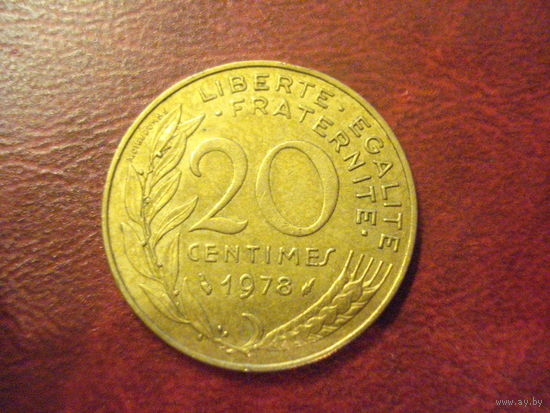 LIBERTE · EGALITE
· FRATERNITE ·
20
CENTIMES
1978
www.ay.by